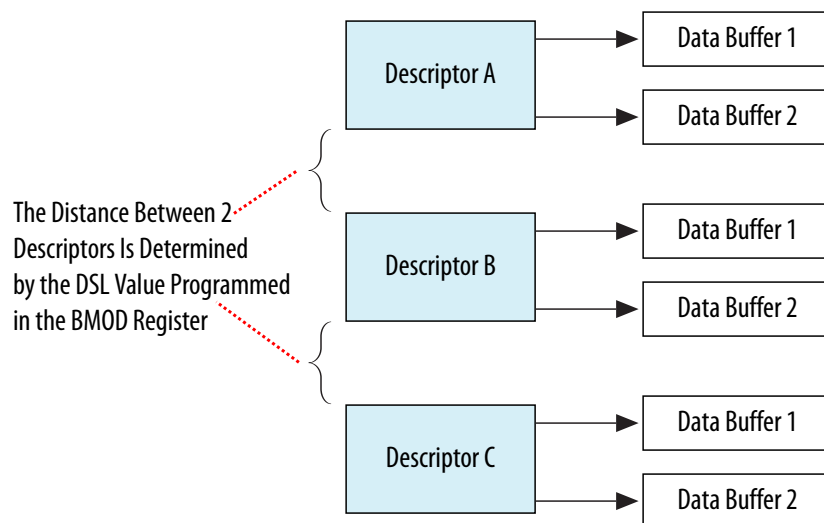 Descriptor A
Data Buffer 1
Data Buffer 2
The Distance Between 2
Descriptors Is Determined
by the DSL Value Programmed
in the BMOD Register
Descriptor B
Data Buffer 1
Data Buffer 2
Descriptor C
Data Buffer 1
Data Buffer 2